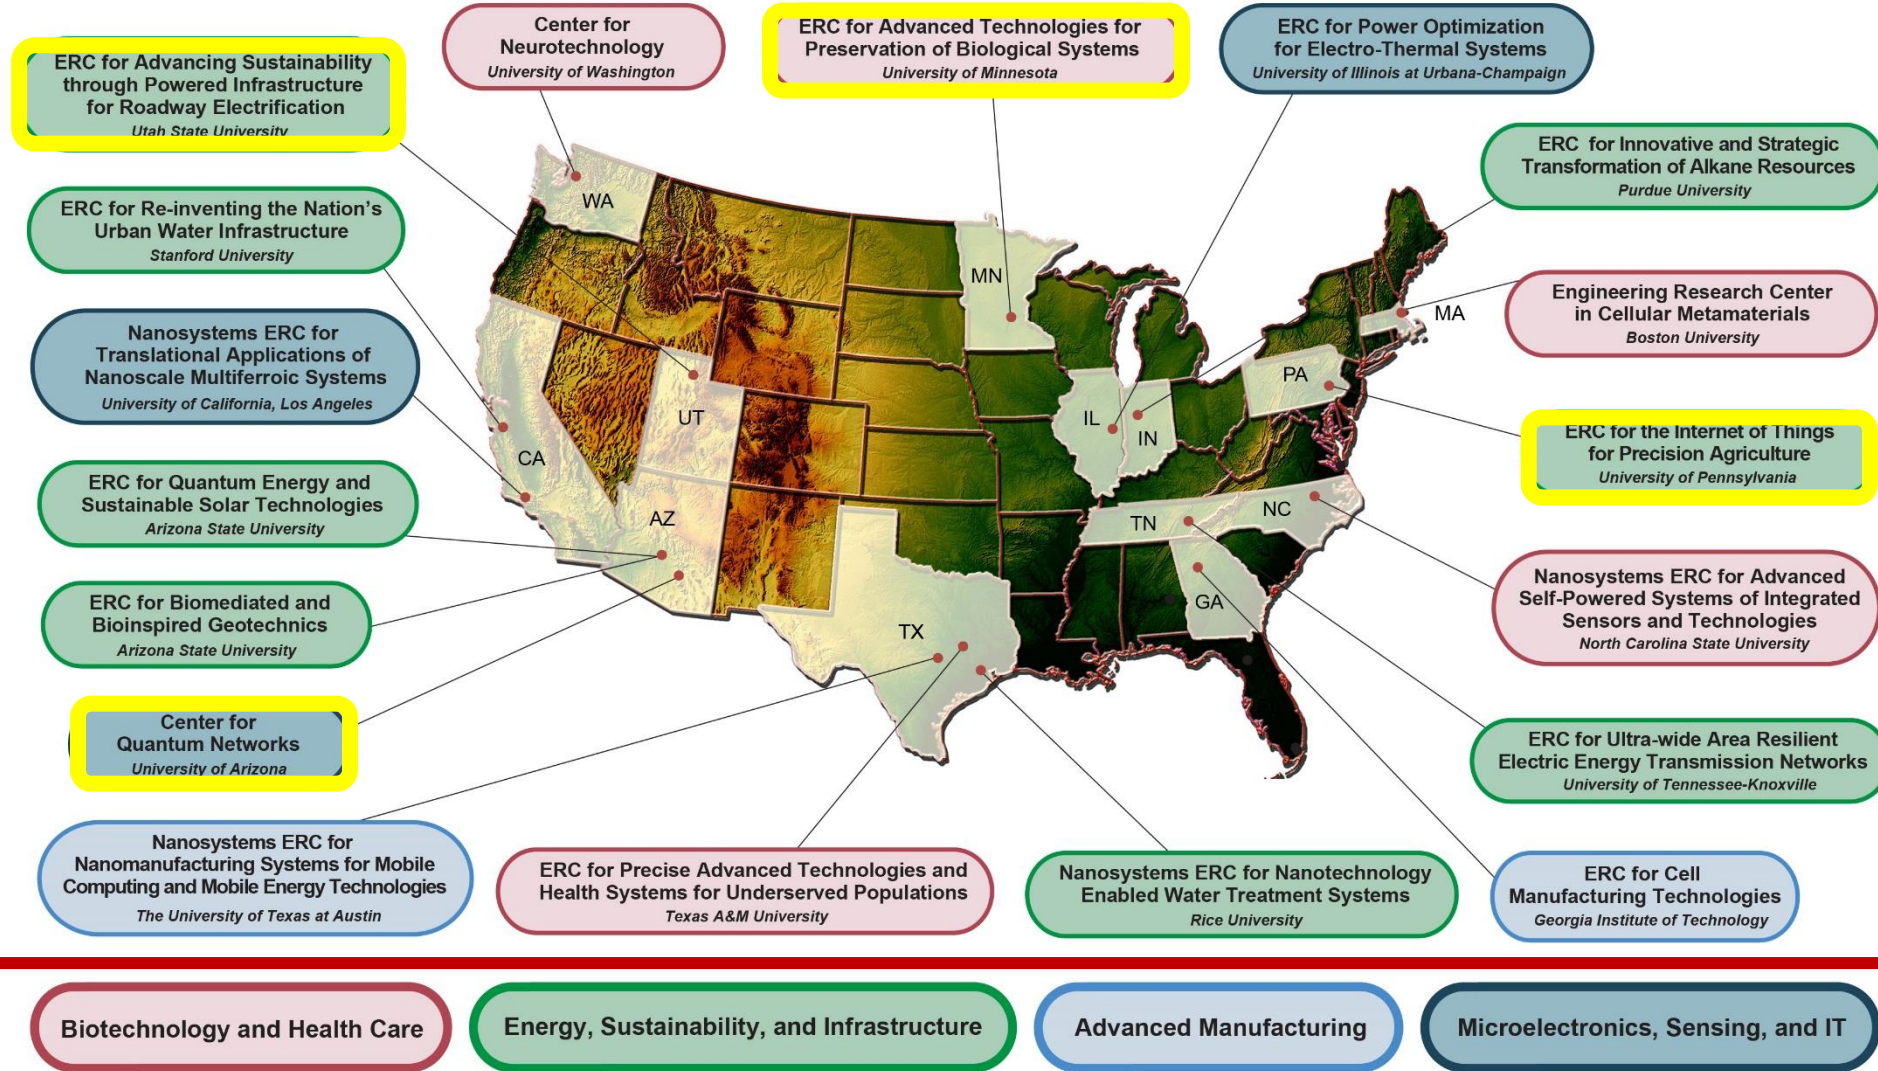 ERC for Advancing Sustainability
through Powered Infrastructure
for Roadway Electrification
Utah State University
Center for
Neurotechnology
University of Washington
ERC for Advanced Technologies for
Preservation of Biological Systems
University of Minnesota
ERC for Power Optimization
for Electro-Thermal Systems
University of Illinois at Urbana-Champaign
ERC for Innovative and Strategic
Transformation of Alkane Resources
Purdue University
ERC for Re-inventing the Nation's
Urban Water Infrastructure
Stanford University
Engineering Research Center
in Cellular Metamaterials
Boston University
Nanosystems ERC for
Translational Applications of
Nanoscale Multiferroic Systems
University of California, Los Angeles
ERC for the Internet of Things
for Precision Agriculture
University of Pennsylvania
ERC for Quantum Energy and
Sustainable Solar Technologies
Arizona State University
Nanosystems ERC for Advanced
Self-Powered Systems of Integrated
Sensors and Technologies
North Carolina State University
ERC for Biomediated and
Bioinspired Geotechnics
Arizona State University
Center for
Quantum Networks
University of Arizona
ERC for Ultra-wide Area Resilient
Electric Energy Transmission Networks
University of Tennessee-Knoxville
Nanosystems ERC for
Nanomanufacturing Systems for Mobile
Computing and Mobile Energy Technologies
The University of Texas at Austin
ERC for Precise Advanced Technologies and
Health Systems for Underserved Populations
Texas A&M University
Nanosystems ERC for Nanotechnology
Enabled Water Treatment Systems
Rice University
ERC for Cell
Manufacturing Technologies
Georgia Institute of Technology
WA
MN
MA
PA
UT
IL
IN
CA
AZ
TN
NC
GA
TX
Biotechnology and Health Care
Energy, Sustainability, and Infrastructure
Advanced Manufacturing
Microelectronics, Sensing, and IT